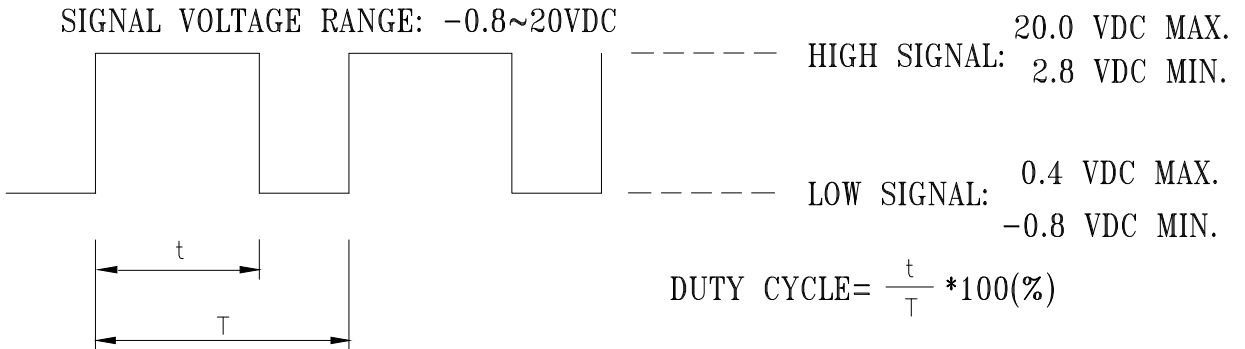 SIGNAL VOLTAGE RANGE: -0.8~20VDC
HIGH SIGNAL: 20.0 VDC MAX.
2.8 VDC MIN.
LOW SIGNAL: 0.4 VDC MAX.
-0.8 VDC MIN.
t
T
DUTY CYCLE= t/T *100(%)